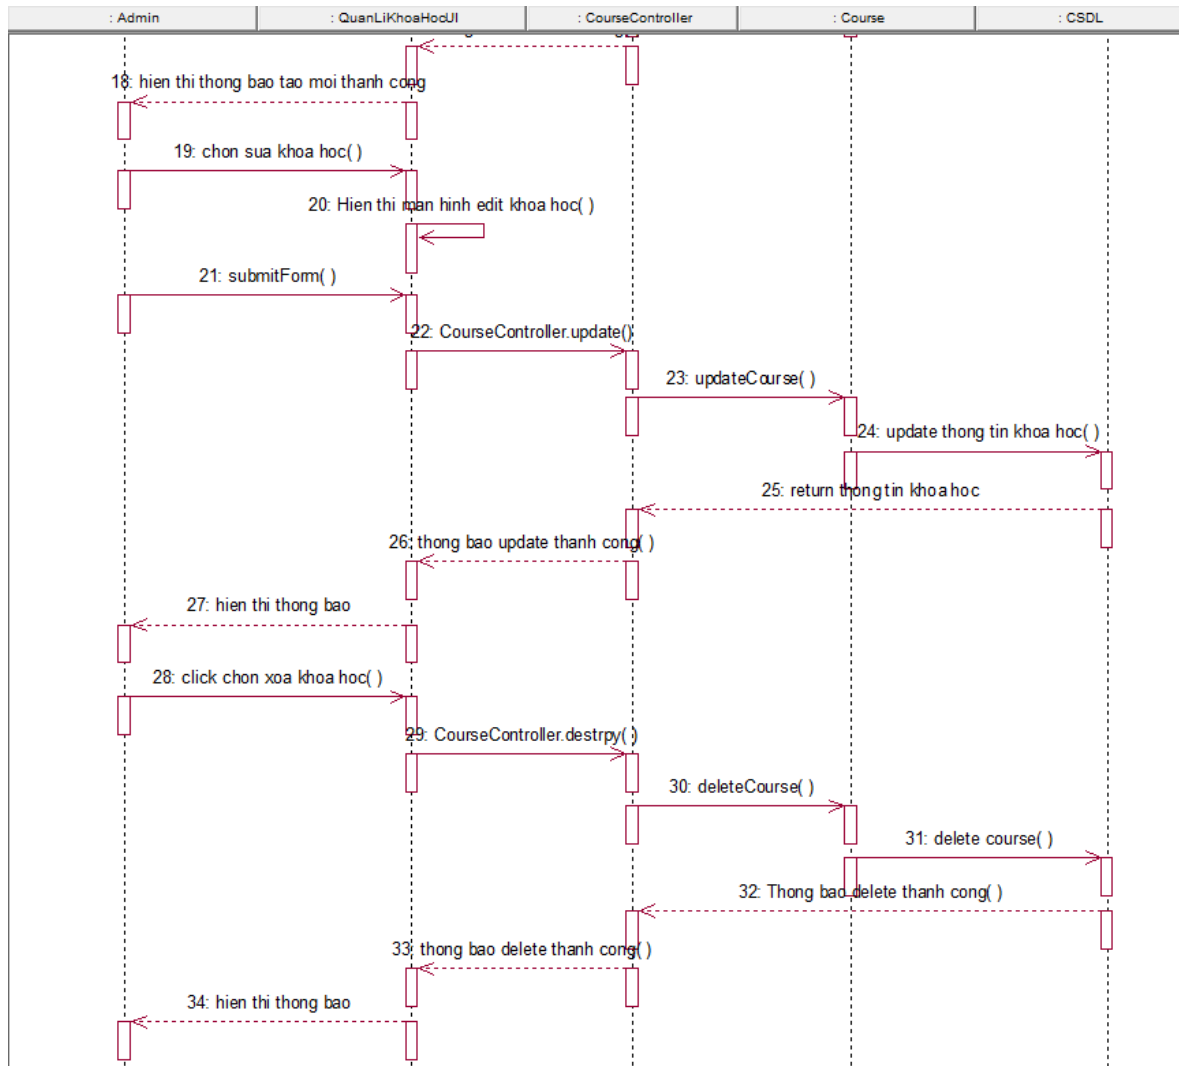 : Admin
: QuanLiKhoaHocUI
: CourseController
: Course
: CSDL
18: hien thi thong bao tao moi thanh cong
19: chon sua khoa hoc( )
20: Hien thi man hinh edit khoa hoc( )
21: submitForm( )
22: CourseController.update()
23: updateCourse( )
24: update thong tin khoa hoc( )
25: return thong tin khoa hoc
26: thong bao update thanh cong( )
27: hien thi thong bao
28: click chon xoa khoa hoc( )
29: CourseController.destrpy( )
30: deleteCourse( )
31: delete course( )
32: Thong bao delete thanh cong( )
33: thong bao delete thanh cong( )
34: hien thi thong bao